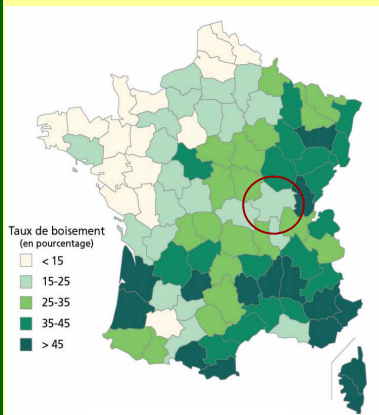 Taux de boisement
(en pourcentage)
< 15
15-25
25-35
35-45
> 45